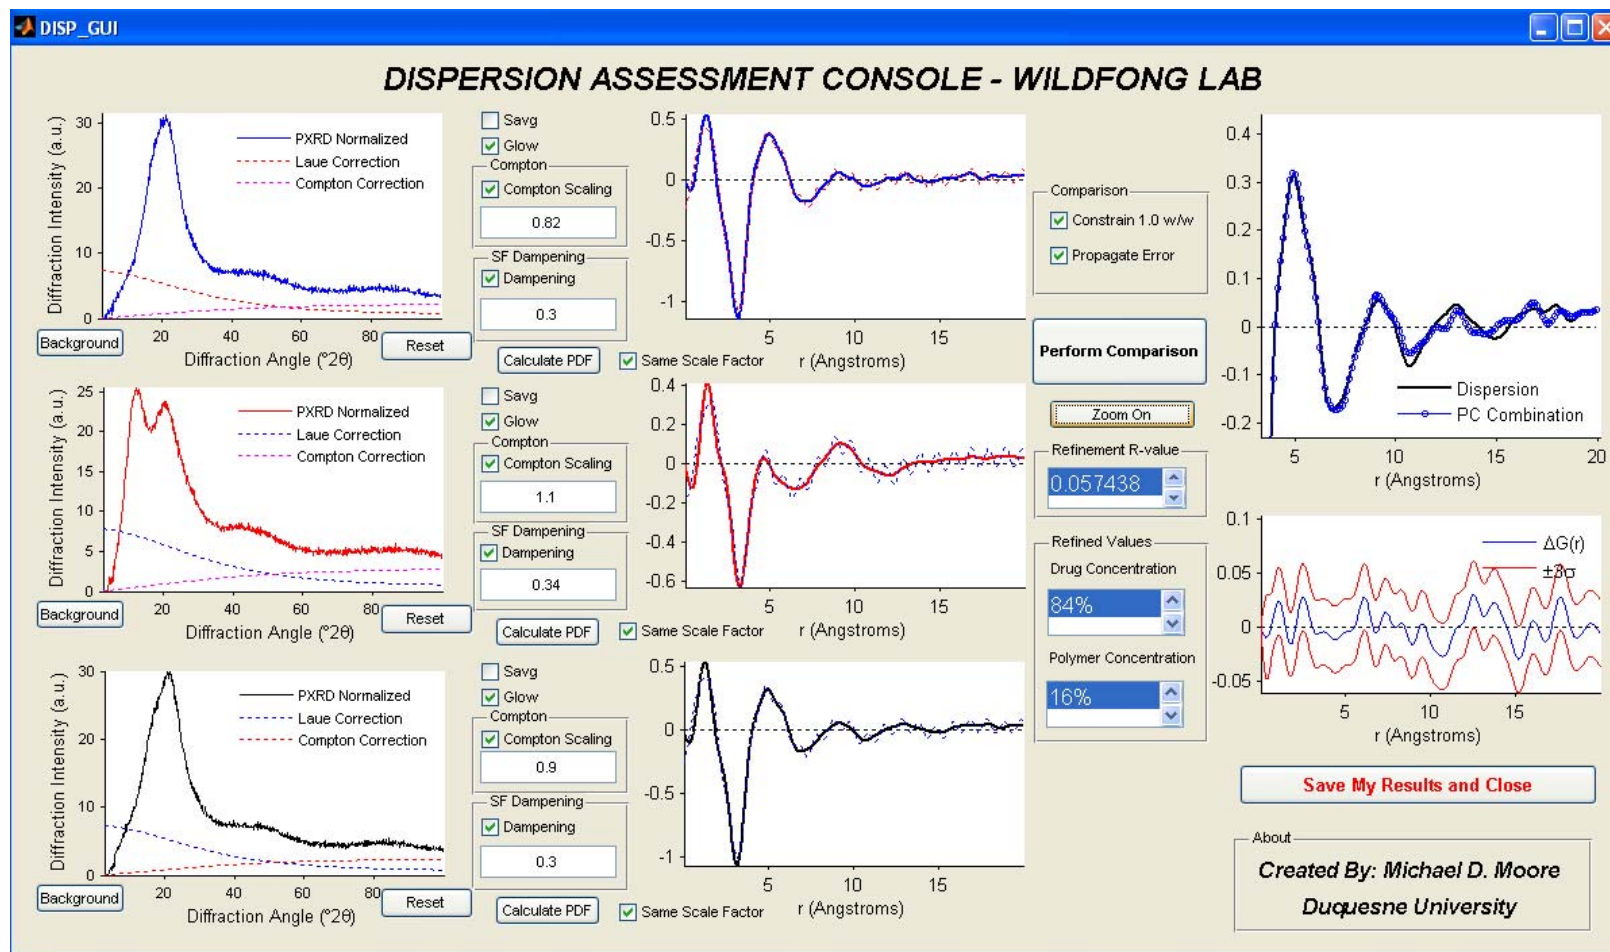 DISP_GUI
DISPERSION ASSESSMENT CONSOLE - WILDFONG LAB
Diffraction Intensity (a.u.)
30
20
10
0
PXRD Normalized
Laue Correction
Compton Correction
20 40 60 80
Diffraction Angle (°2θ)
Background
Reset
Savg
Glow
Compton
Compton Scaling
0.82
SF Dampening
Dampening
0.3
Calculate PDF
Same Scale Factor
0.5
0
-0.5
-1
5 10 15
r (Angstroms)
Diffraction Intensity (a.u.)
25
20
15
10
5
0
PXRD Normalized
Laue Correction
Compton Correction
20 40 60 80
Diffraction Angle (°2θ)
Background
Reset
Savg
Glow
Compton
Compton Scaling
1.1
SF Dampening
Dampening
0.34
Calculate PDF
Same Scale Factor
0.4
0.2
0
-0.2
-0.4
-0.6
5 10 15
r (Angstroms)
Diffraction Intensity (a.u.)
30
20
10
0
PXRD Normalized
Laue Correction
Compton Correction
20 40 60 80
Diffraction Angle (°2θ)
Background
Reset
Savg
Glow
Compton
Compton Scaling
0.9
SF Dampening
Dampening
0.3
Calculate PDF
Same Scale Factor
0.5
0
-0.5
-1
5 10 15
r (Angstroms)
Comparison
Constrain 1.0 w/w
Propagate Error
Perform Comparison
Zoom On
Refinement R-value
0.057438
Refined Values
Drug Concentration
84%
Polymer Concentration
16%
0.4
0.3
0.2
0.1
0
-0.1
-0.2
Dispersion
PC Combination
5 10 15 20
r (Angstroms)
0.1
0.05
0
-0.05
ΔG(r)
±3σ
5 10 15
r (Angstroms)
Save My Results and Close
About
Created By: Michael D. Moore
Duquesne University